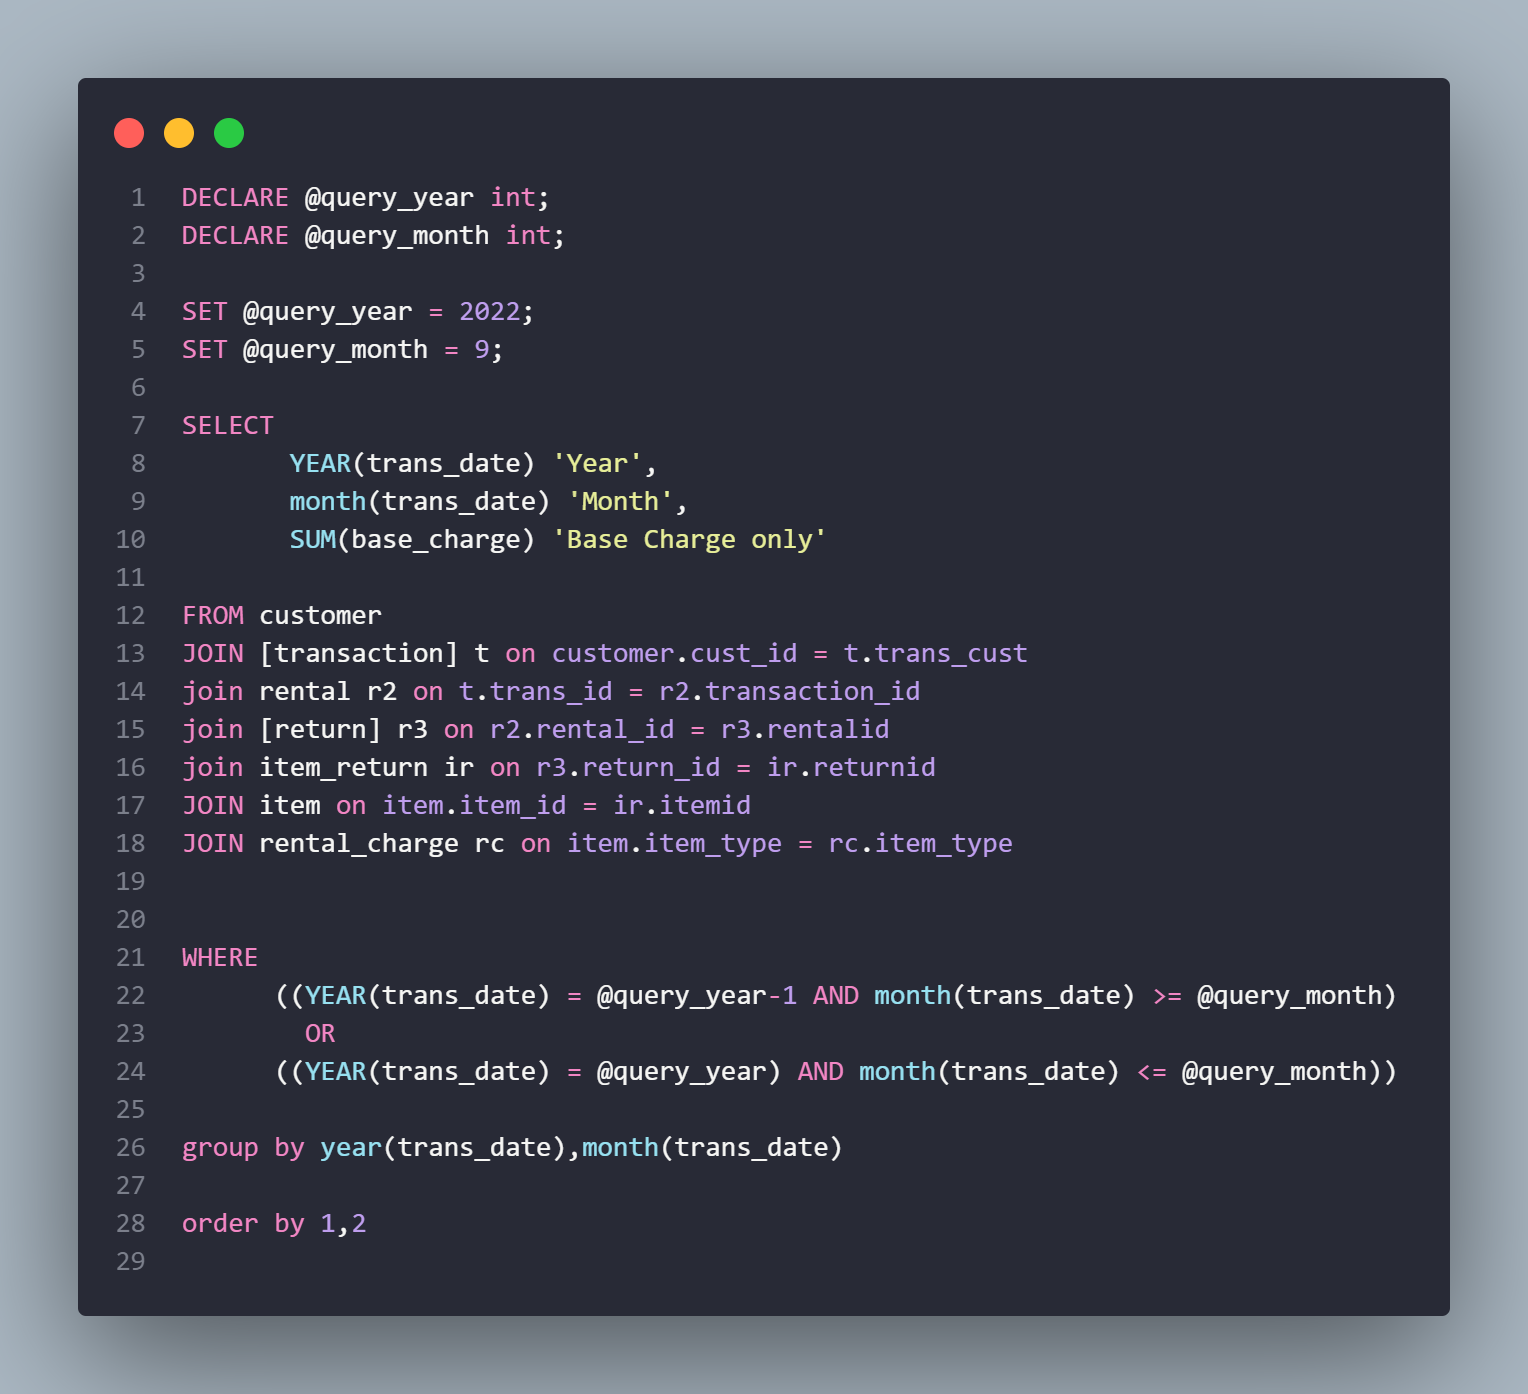 1 DECLARE @query_year int;
2 DECLARE @query_month int;
3
4 SET @query_year = 2022;
5 SET @query_month = 9;
6
7 SELECT
8 YEAR(trans_date) 'Year',
9 month(trans_date) 'Month',
10 SUM(base_charge) 'Base Charge only'
11
12 FROM customer
13 JOIN [transaction] t on customer.cust_id = t.trans_cust
14 join rental r2 on t.trans_id = r2.transaction_id
15 join [return] r3 on r2.rental_id = r3.rentalid
16 join item_return ir on r3.return_id = ir.returnid
17 JOIN item on item.item_id = ir.itemid
18 JOIN rental_charge rc on item.item_type = rc.item_type
19
20
21 WHERE
22 ((YEAR(trans_date) = @query_year-1 AND month(trans_date) >= @query_month)
23 OR
24 ((YEAR(trans_date) = @query_year) AND month(trans_date) <= @query_month))
25
26 group by year(trans_date),month(trans_date)
27
28 order by 1,2
29